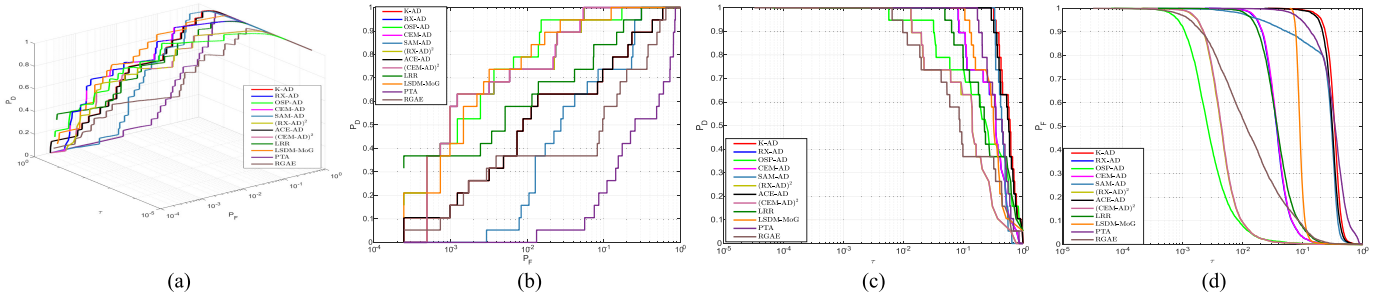 1
0.8
0.6
0.4
0.2
0
P_D
10^0
10^-5
τ
10^-4
10^-3
10^-2
10^-1
10^0
P_F
K-AD
RX-AD
OSP-AD
CEM-AD
SAM-AD
(RX-AD)^2
ACE-AD
(CEM-AD)^2
LRR
LSDM-MoG
PTA
RGAE
(a)
1
0.9
0.8
0.7
0.6
0.5
0.4
0.3
0.2
0.1
0
P_D
K-AD
RX-AD
OSP-AD
CEM-AD
SAM-AD
(RX-AD)^2
ACE-AD
(CEM-AD)^2
LRR
LSDM-MoG
PTA
RGAE
10^-4
10^-3
10^-2
10^-1
10^0
P_F
(b)
1
0.9
0.8
0.7
0.6
0.5
0.4
0.3
0.2
0.1
0
P_D
K-AD
RX-AD
OSP-AD
CEM-AD
SAM-AD
(RX-AD)^2
ACE-AD
(CEM-AD)^2
LRR
LSDM-MoG
PTA
RGAE
10^-5
10^-4
10^-3
10^-2
10^-1
10^0
τ
(c)
1
0.9
0.8
0.7
0.6
0.5
0.4
0.3
0.2
0.1
0
P_F
K-AD
RX-AD
OSP-AD
CEM-AD
SAM-AD
(RX-AD)^2
ACE-AD
(CEM-AD)^2
LRR
LSDM-MoG
PTA
RGAE
10^-5
10^-4
10^-3
10^-2
10^-1
10^0
τ
(d)